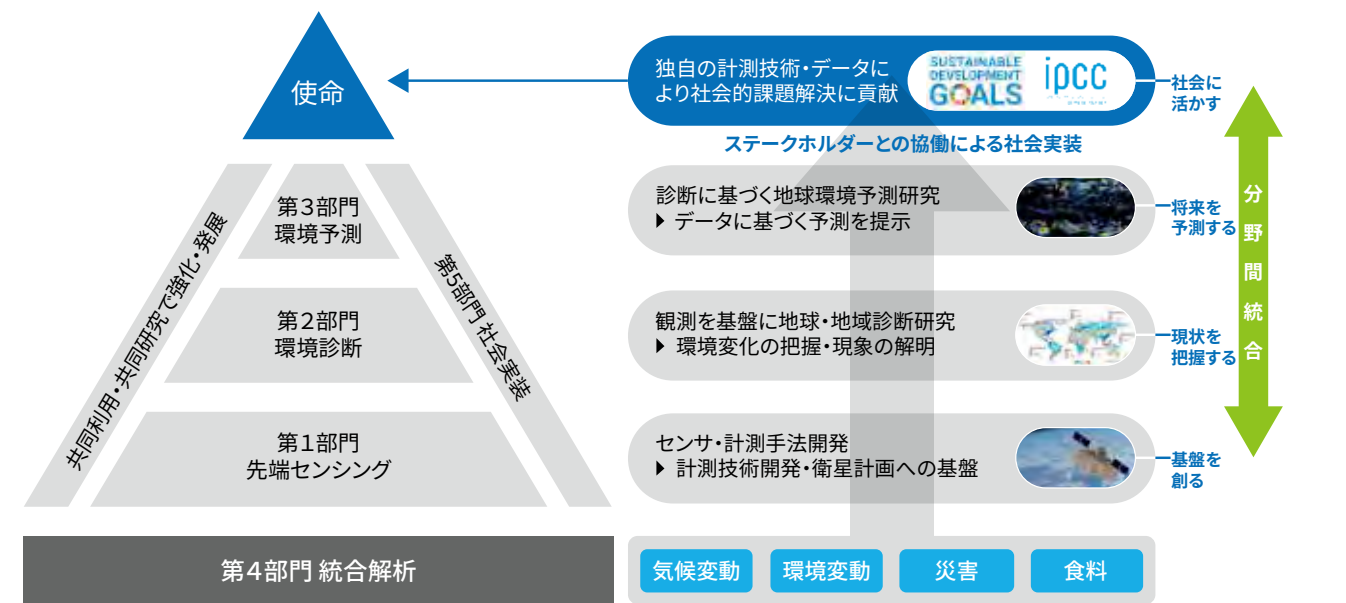 使命
第3部門
環境予測
第2部門
環境診断
第1部門
先端センシング
共同利用・共同研究で強化・発展
第5部門 社会実装
第4部門 統合解析
独自の計測技術・データに
より社会的課題解決に貢献
SUSTAINABLE
DEVELOPMENT
GOALS
ipcc
社会に
活かす
ステークホルダーとの協働による社会実装
診断に基づく地球環境予測研究
▶ データに基づく予測を提示
将来を
予測する
観測を基盤に地球・地域診断研究
▶ 環境変化の把握・現象の解明
現状を
把握する
センサ・計測手法開発
▶ 計測技術開発・衛星計画への基盤
基盤を
創る
分野間統合
気候変動
環境変動
災害
食料